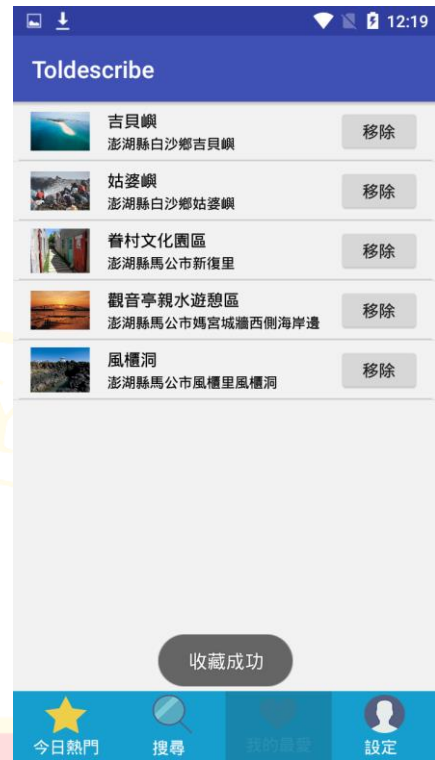 12:19
Toldescribe
吉貝嶼
澎湖縣白沙鄉吉貝嶼
移除
姑婆嶼
澎湖縣白沙鄉姑婆嶼
移除
眷村文化園區
澎湖縣馬公市新復里
移除
觀音亭親水遊憩區
澎湖縣馬公市媽宮城牆西側海岸邊
移除
風櫃洞
澎湖縣馬公市風櫃里風櫃洞
移除
收藏成功
今日熱門
搜尋
我的最愛
設定